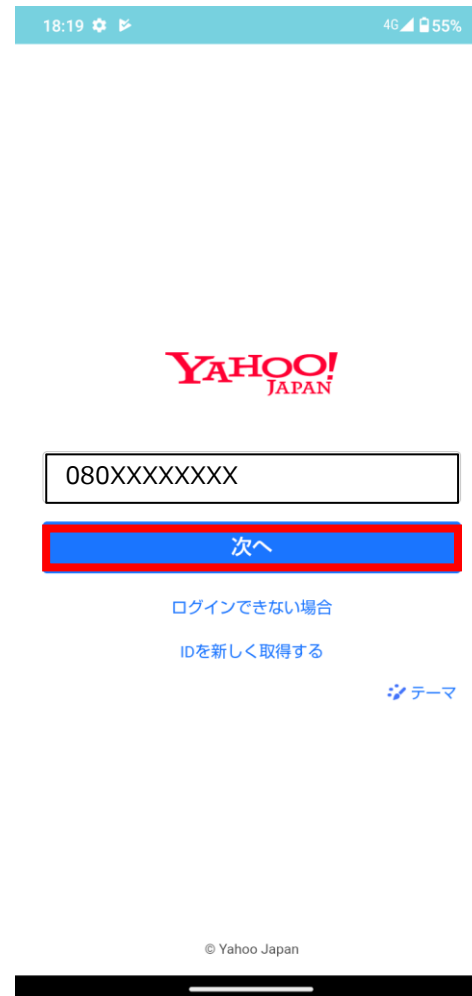 18:19 4G 55%
YAHOO!
JAPAN
080XXXXXXXX
次へ
ログインできない場合
IDを新しく取得する
テーマ
© Yahoo Japan